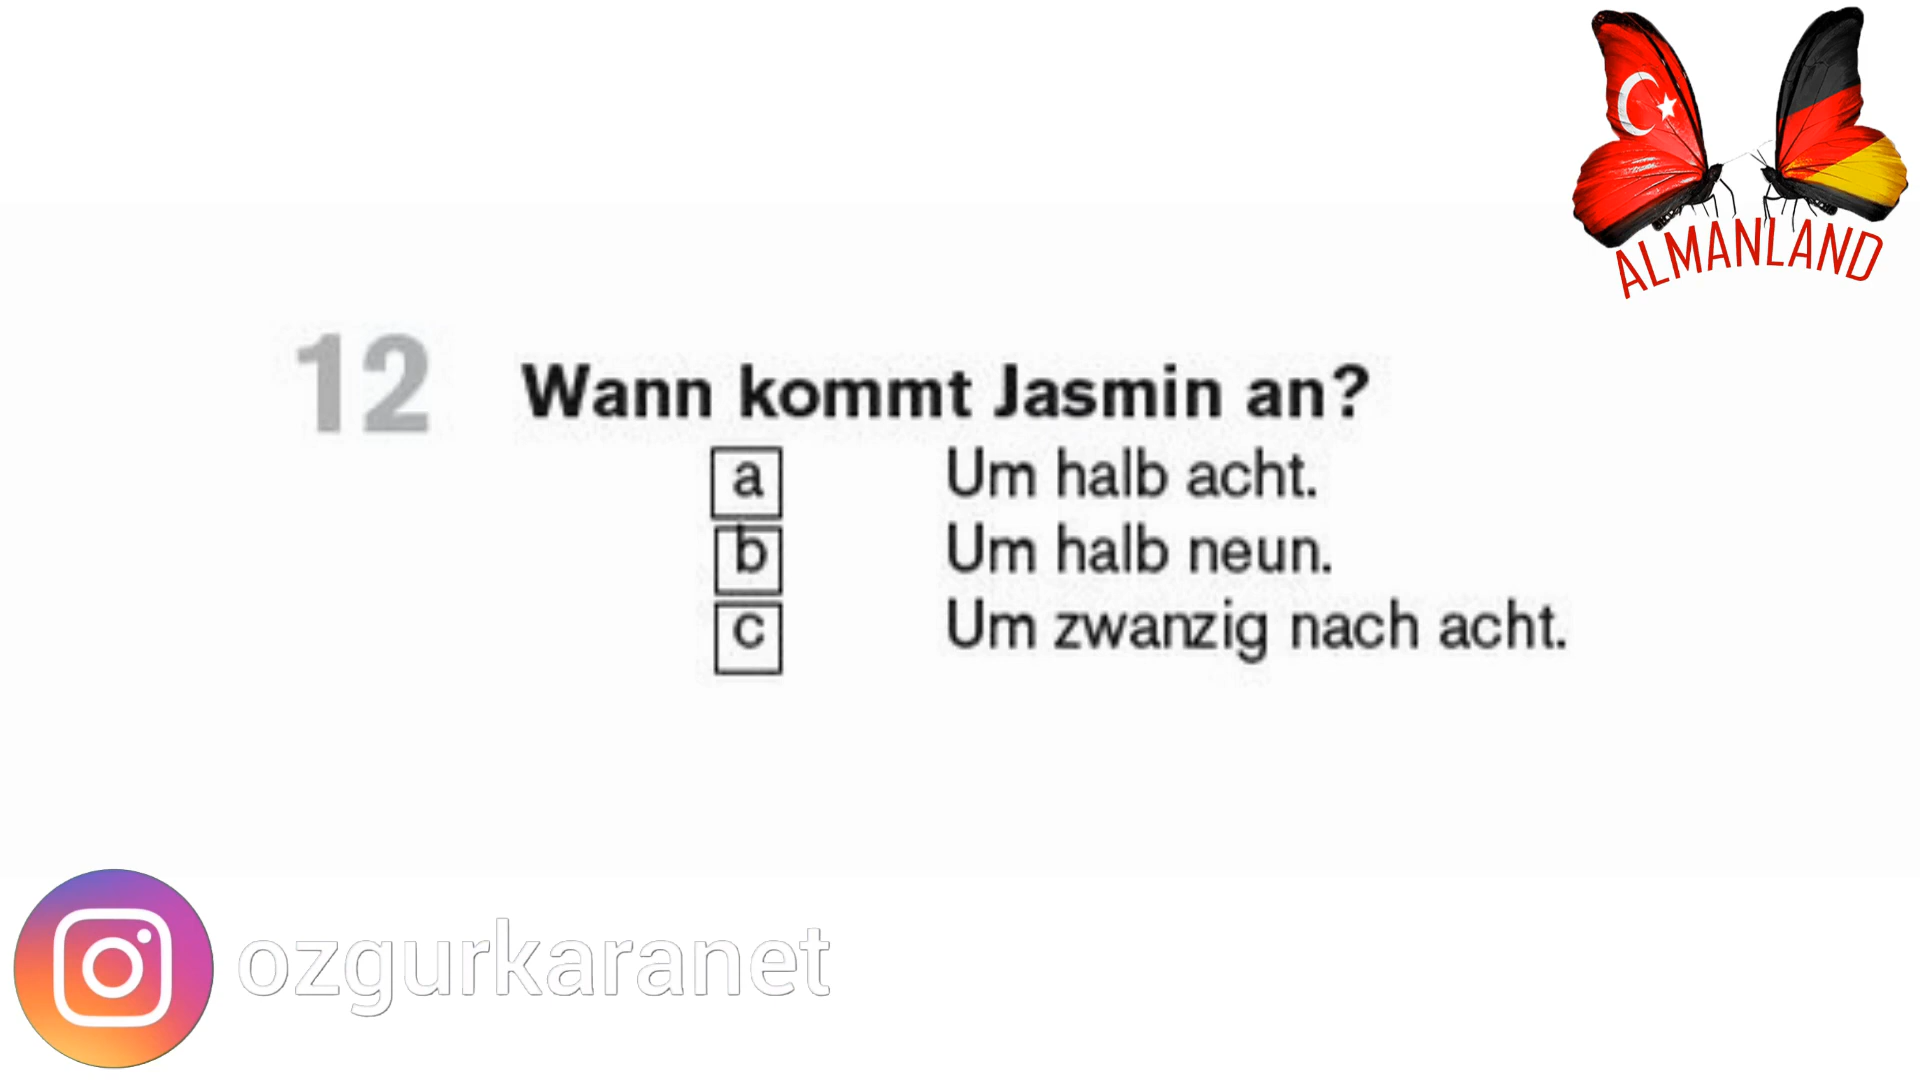 ALMANLAND
12 Wann kommt Jasmin an?
a Um halb acht.
b Um halb neun.
c Um zwanzig nach acht.
ozgurkaranet